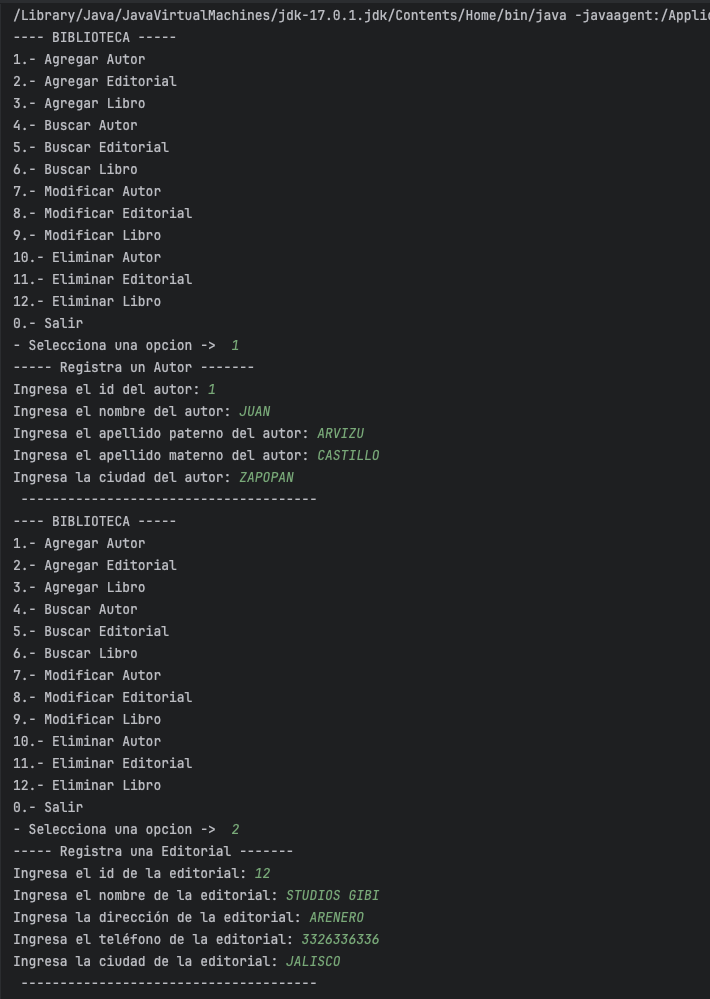 /Library/Java/JavaVirtualMachines/jdk-17.0.1.jdk/Contents/Home/bin/java -javaagent:/Applic
---- BIBLIOTECA -----
1.- Agregar Autor
2.- Agregar Editorial
3.- Agregar Libro
4.- Buscar Autor
5.- Buscar Editorial
6.- Buscar Libro
7.- Modificar Autor
8.- Modificar Editorial
9.- Modificar Libro
10.- Eliminar Autor
11.- Eliminar Editorial
12.- Eliminar Libro
0.- Salir
- Selecciona una opcion ->  1
----- Registra un Autor -------
Ingresa el id del autor: 1
Ingresa el nombre del autor: JUAN
Ingresa el apellido paterno del autor: ARVIZU
Ingresa el apellido materno del autor: CASTILLO
Ingresa la ciudad del autor: ZAPOPAN
--------------------------------------
---- BIBLIOTECA -----
1.- Agregar Autor
2.- Agregar Editorial
3.- Agregar Libro
4.- Buscar Autor
5.- Buscar Editorial
6.- Buscar Libro
7.- Modificar Autor
8.- Modificar Editorial
9.- Modificar Libro
10.- Eliminar Autor
11.- Eliminar Editorial
12.- Eliminar Libro
0.- Salir
- Selecciona una opcion ->  2
----- Registra una Editorial -------
Ingresa el id de la editorial: 12
Ingresa el nombre de la editorial: STUDIOS GIBI
Ingresa la dirección de la editorial: ARENERO
Ingresa el teléfono de la editorial: 3326336336
Ingresa la ciudad de la editorial: JALISCO
--------------------------------------